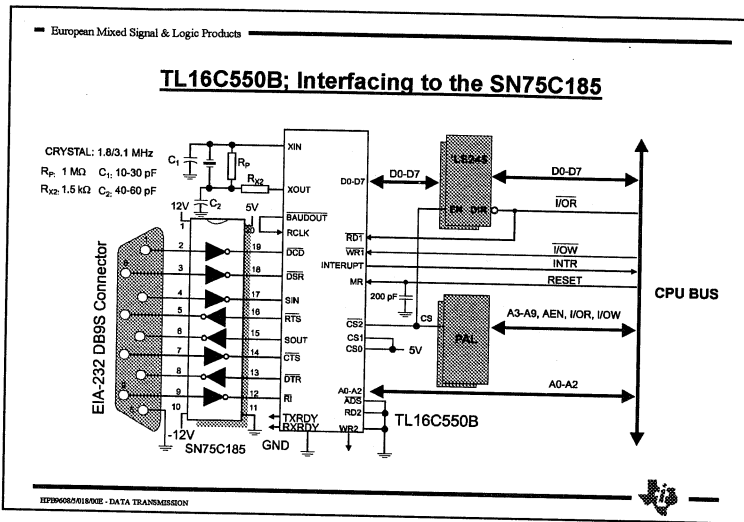 European Mixed Signal & Logic Products
TL16C550B; Interfacing to the SN75C185
CRYSTAL: 1.8/3.1 MHz
RP: 1 MΩ C1: 10-30 pF
RX2: 1.5 kΩ C2: 40-60 pF
C1
RP
RX2
C2
XIN
XOUT
BAUDOUT
RCLK
DCD
DSR
SIN
RTS
SOUT
CTS
DTR
RI
TXRDY
RXRDY
12V
5V
1
2
3
4
5
6
7
8
9
10
19
18
17
16
15
14
13
12
11
-12V
SN75C185
GND
EIA-232 DB9S Connector
D0-D7
D0-D7
'LS245
EN
DIR
D0-D7
I/OR
RD1
WR1
I/OW
INTERUPT
INTR
MR
RESET
200 pF
CS2
CS
CS1
CS0
5V
PAL
A3-A9, AEN, I/OR, I/OW
CPU BUS
A0-A2
A0-A2
ADS
RD2
WR2
TL16C550B
HPB9608/5/018/00E - DATA TRANSMISSION